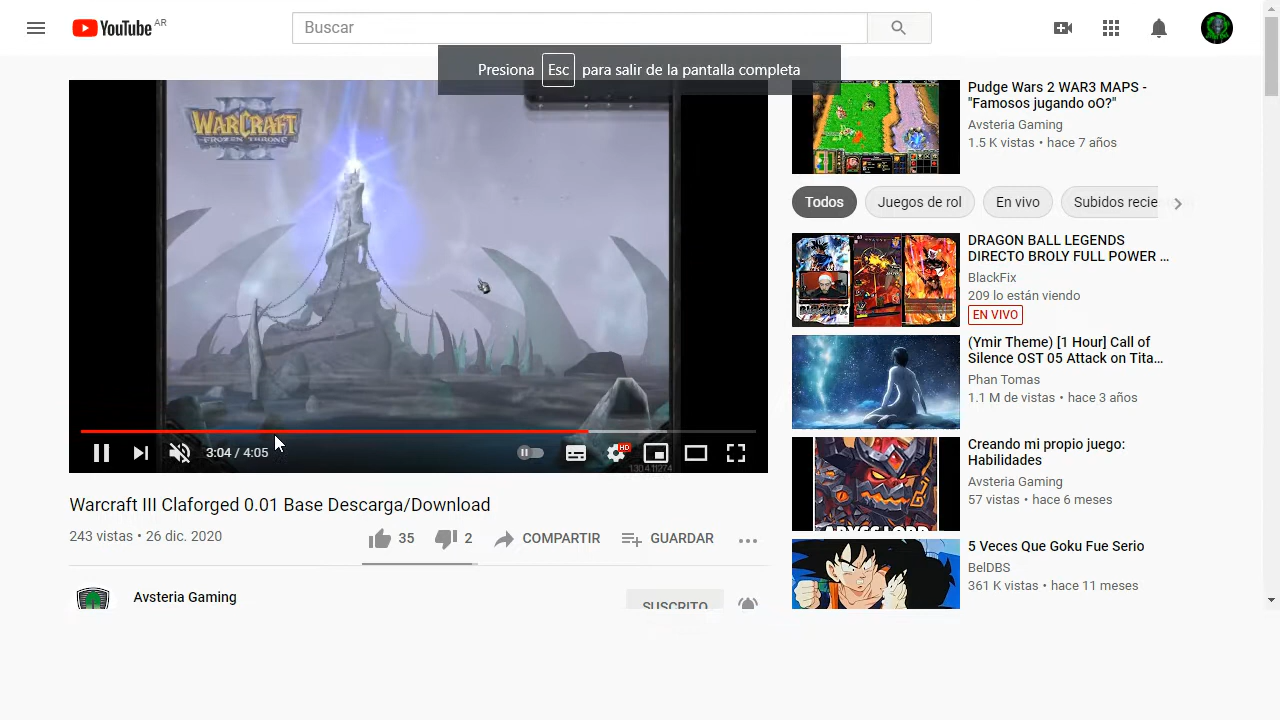 YouTube AR
Buscar
Presiona Esc para salir de la pantalla completa
WARCRAFT
III
FROZEN THRONE
3:04 / 4:05
HD
Warcraft III Claforged 0.01 Base Descarga/Download
243 vistas • 26 dic. 2020
35
2
COMPARTIR
GUARDAR
Avsteria Gaming
SUSCRITO
Pudge Wars 2 WAR3 MAPS -
"Famosos jugando oO?"
Avsteria Gaming
1.5 K vistas • hace 7 años
Todos
Juegos de rol
En vivo
Subidos recie
DRAGON BALL LEGENDS
DIRECTO BROLY FULL POWER ...
BlackFix
209 lo están viendo
EN VIVO
(Ymir Theme) [1 Hour] Call of
Silence OST 05 Attack on Tita...
Phan Tomas
1.1 M de vistas • hace 3 años
ABYSS LORD
Creando mi propio juego:
Habilidades
Avsteria Gaming
57 vistas • hace 6 meses
5 Veces Que Goku Fue Serio
BelDBS
361 K vistas • hace 11 meses